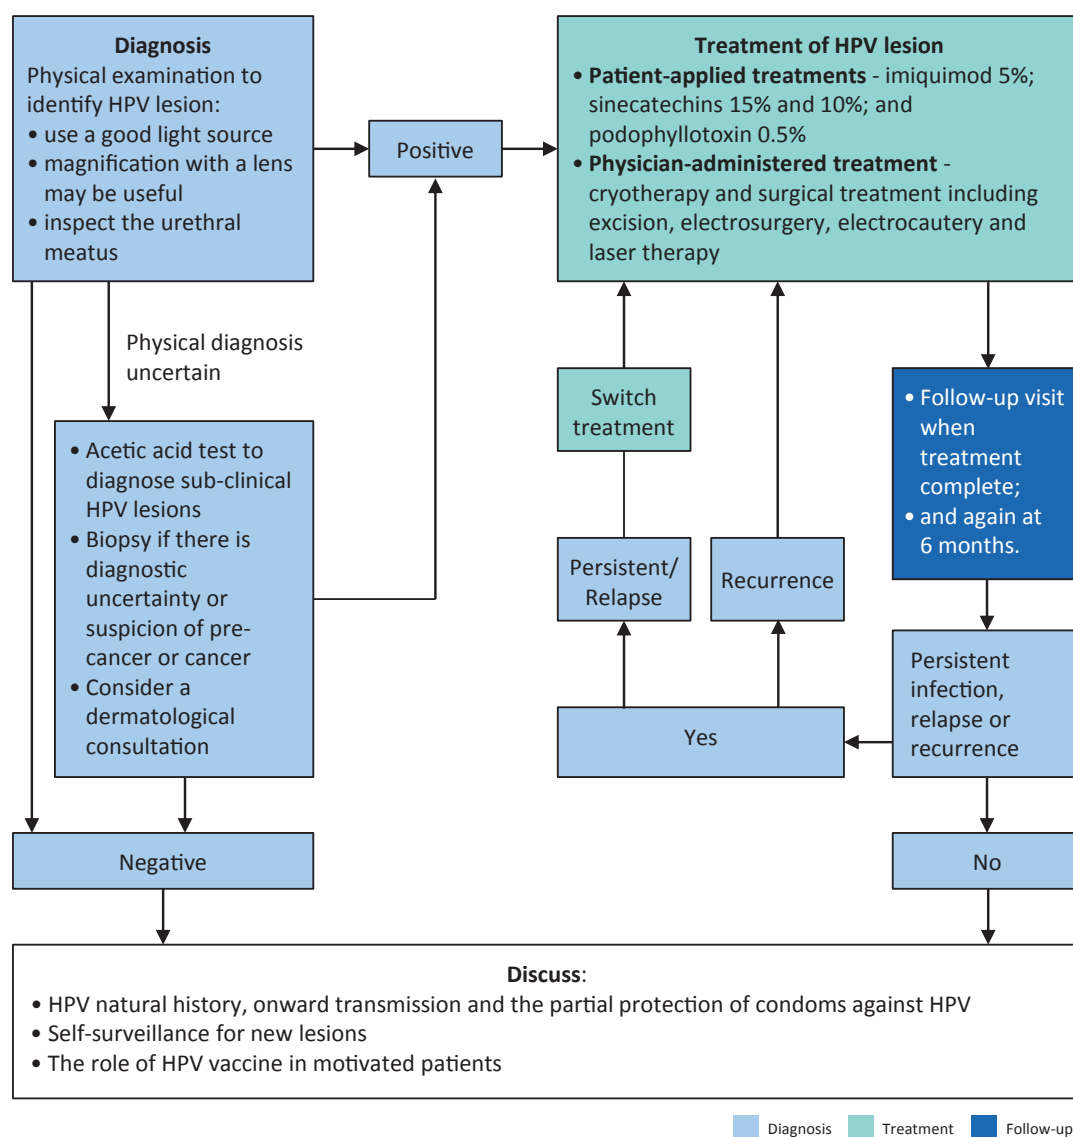 Diagnosis
Physical examination to
identify HPV lesion:
• use a good light source
• magnification with a lens
may be useful
• inspect the urethral
meatus
Positive
Treatment of HPV lesion
• Patient-applied treatments - imiquimod 5%;
sinecatechins 15% and 10%; and
podophyllotoxin 0.5%
• Physician-administered treatment -
cryotherapy and surgical treatment including
excision, electrosurgery, electrocautery and
laser therapy
Physical diagnosis
uncertain
• Acetic acid test to
diagnose sub-clinical
HPV lesions
• Biopsy if there is
diagnostic
uncertainty or
suspicion of pre-
cancer or cancer
• Consider a
dermatological
consultation
Switch
treatment
Persistent/
Relapse
Recurrence
• Follow-up visit
when
treatment
complete;
• and again at
6 months.
Persistent
infection,
relapse or
recurrence
Yes
Negative
No
Discuss:
• HPV natural history, onward transmission and the partial protection of condoms against HPV
• Self-surveillance for new lesions
• The role of HPV vaccine in motivated patients
Diagnosis
Treatment
Follow-up